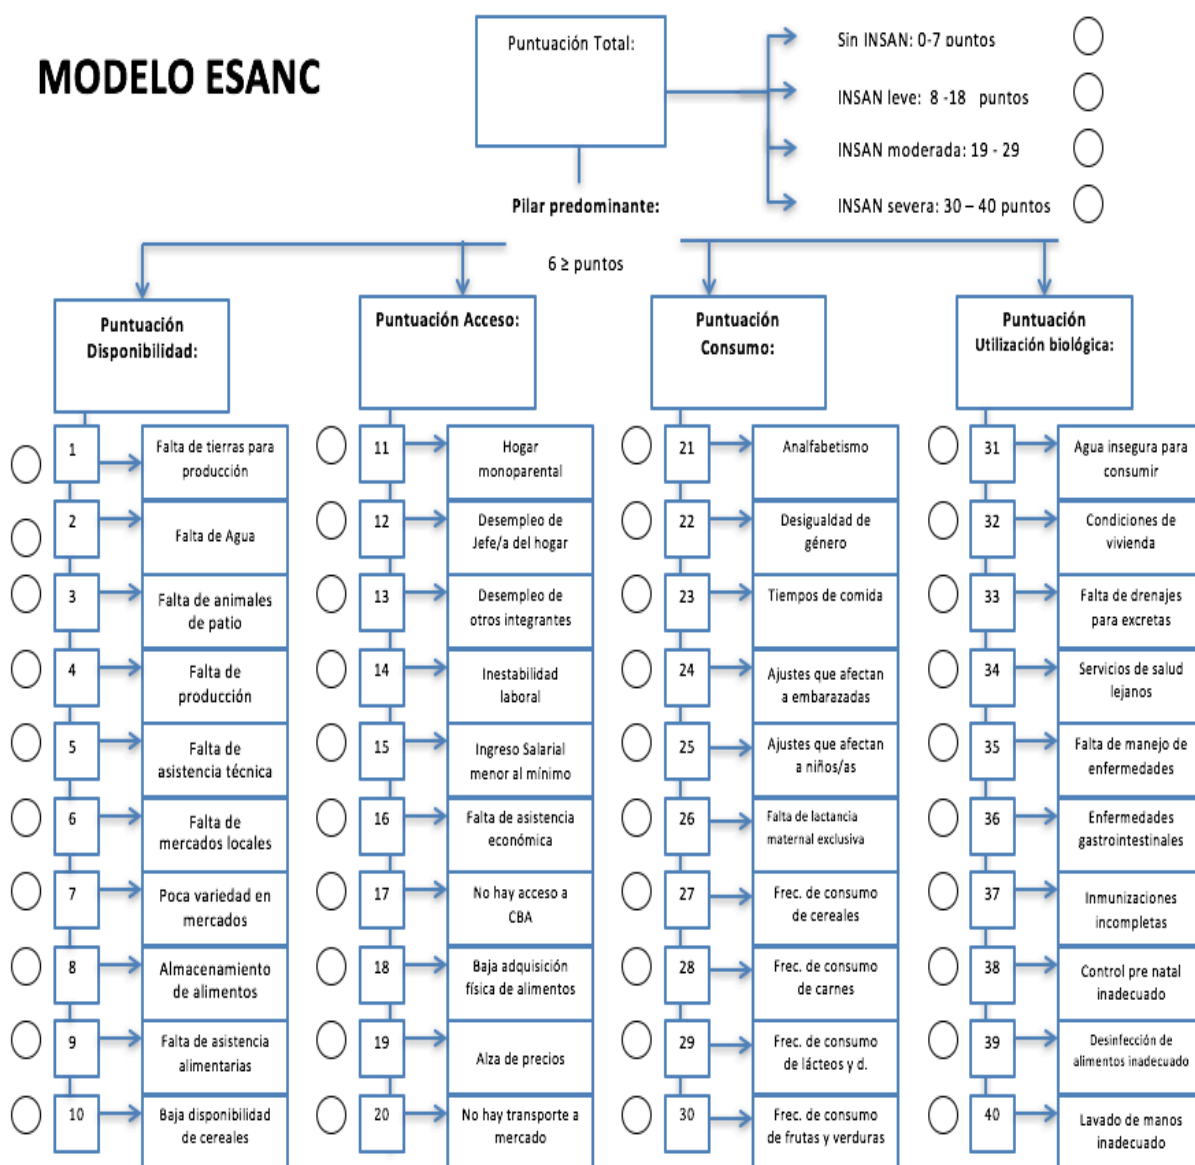 MODELO ESANC
Puntuación Total:
Sin INSAN: 0-7 puntos
INSAN leve: 8 -18 puntos
INSAN moderada: 19 - 29
INSAN severa: 30 – 40 puntos
Pilar predominante:
6 ≥ puntos
Puntuación
Disponibilidad:
1
Falta de tierras para
producción
2
Falta de Agua
3
Falta de animales
de patio
4
Falta de
producción
5
Falta de
asistencia técnica
6
Falta de
mercados locales
7
Poca variedad en
mercados
8
Almacenamiento
de alimentos
9
Falta de asistencia
alimentarias
10
Baja disponibilidad
de cereales
Puntuación Acceso:
11
Hogar
monoparental
12
Desempleo de
Jefe/a del hogar
13
Desempleo de
otros integrantes
14
Inestabilidad
laboral
15
Ingreso Salarial
menor al mínimo
16
Falta de asistencia
económica
17
No hay acceso a
CBA
18
Baja adquisición
física de alimentos
19
Alza de precios
20
No hay transporte a
mercado
Puntuación
Consumo:
21
Analfabetismo
22
Desigualdad de
género
23
Tiempos de comida
24
Ajustes que afectan
a embarazadas
25
Ajustes que afectan
a niños/as
26
Falta de lactancia
maternal exclusiva
27
Frec. de consumo
de cereales
28
Frec. de consumo
de carnes
29
Frec. de consumo
de lácteos y d.
30
Frec. de consumo
de frutas y verduras
Puntuación
Utilización biológica:
31
Agua insegura para
consumir
32
Condiciones de
vivienda
33
Falta de drenajes
para excretas
34
Servicios de salud
lejanos
35
Falta de manejo de
enfermedades
36
Enfermedades
gastrointestinales
37
Inmunizaciones
incompletas
38
Control pre natal
inadecuado
39
Desinfección de
alimentos inadecuado
40
Lavado de manos
inadecuado